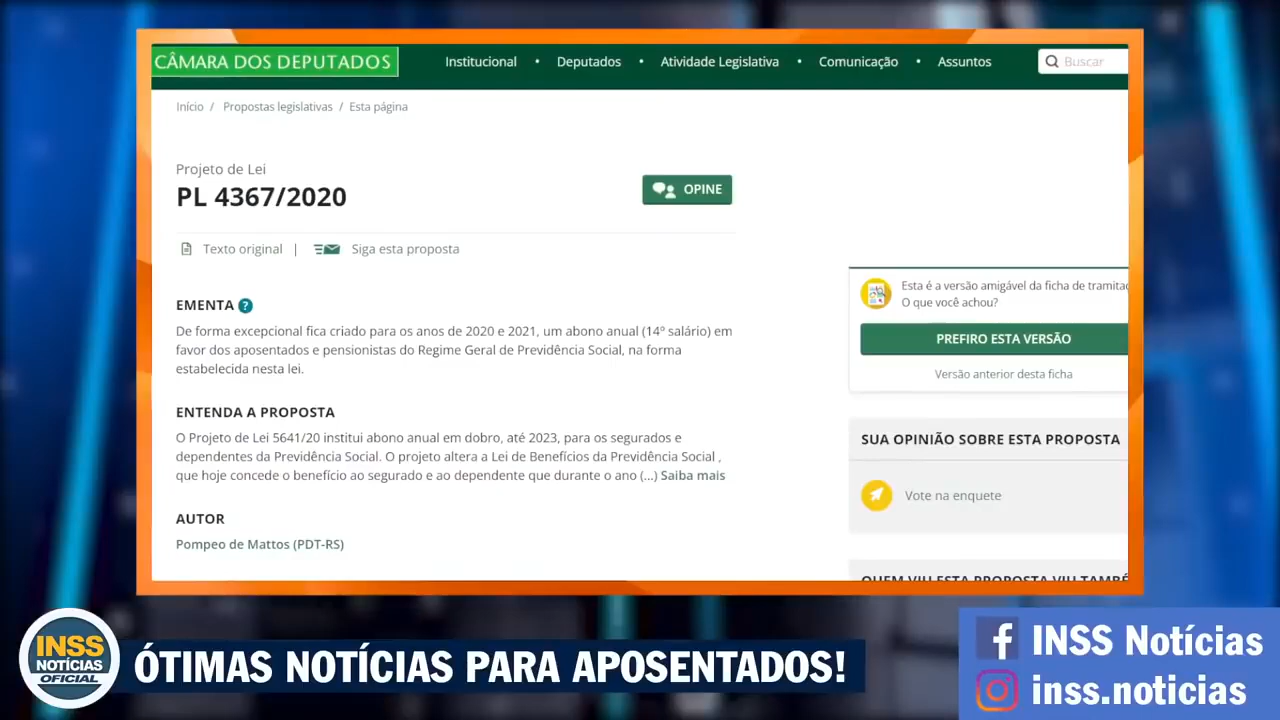 CÂMARA DOS DEPUTADOS
Institucional • Deputados • Atividade Legislativa • Comunicação • Assuntos
Buscar
Início / Propostas legislativas / Esta página
Projeto de Lei
PL 4367/2020
OPINE
Texto original | Siga esta proposta
EMENTA ?
De forma excepcional fica criado para os anos de 2020 e 2021, um abono anual (14º salário) em
favor dos aposentados e pensionistas do Regime Geral de Previdência Social, na forma
estabelecida nesta lei.
ENTENDA A PROPOSTA
O Projeto de Lei 5641/20 institui abono anual em dobro, até 2023, para os segurados e
dependentes da Previdência Social. O projeto altera a Lei de Benefícios da Previdência Social ,
que hoje concede o benefício ao segurado e ao dependente que durante o ano (...) Saiba mais
AUTOR
Pompeo de Mattos (PDT-RS)
Esta é a versão amigável da ficha de tramitaç
O que você achou?
PREFIRO ESTA VERSÃO
Versão anterior desta ficha
SUA OPINIÃO SOBRE ESTA PROPOSTA
Vote na enquete
QUEM VIU ESTA PROPOSTA VIU TAMBÉ
INSS
NOTÍCIAS
OFICIAL
ÓTIMAS NOTÍCIAS PARA APOSENTADOS!
INSS Notícias
inss.noticias